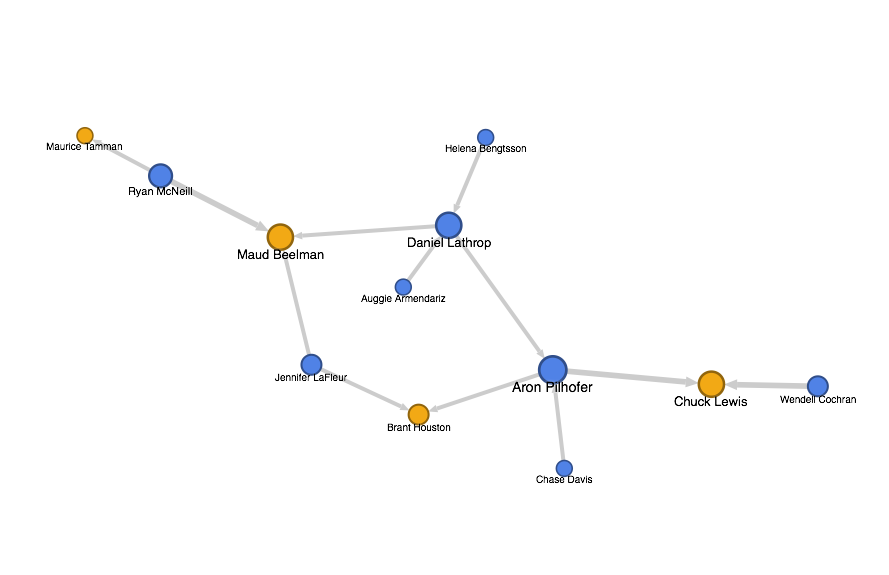 Maurice Tamman
Helena Bengtsson
Ryan McNeill
Daniel Lathrop
Maud Beelman
Auggie Armendariz
Jennifer LaFleur
Aron Pilhofer
Chuck Lewis
Wendell Cochran
Brant Houston
Chase Davis